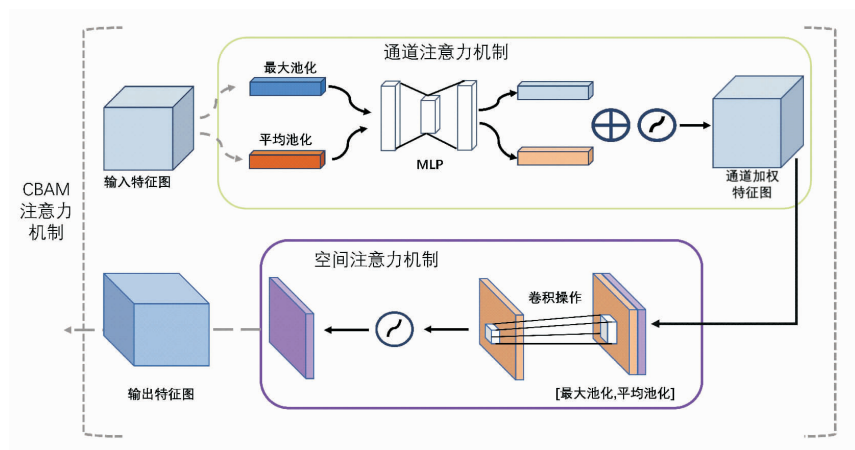 通道注意力机制
最大池化
平均池化
MLP
输入特征图
通道加权
特征图
CBAM
注意力
机制
空间注意力机制
卷积操作
[最大池化,平均池化]
输出特征图